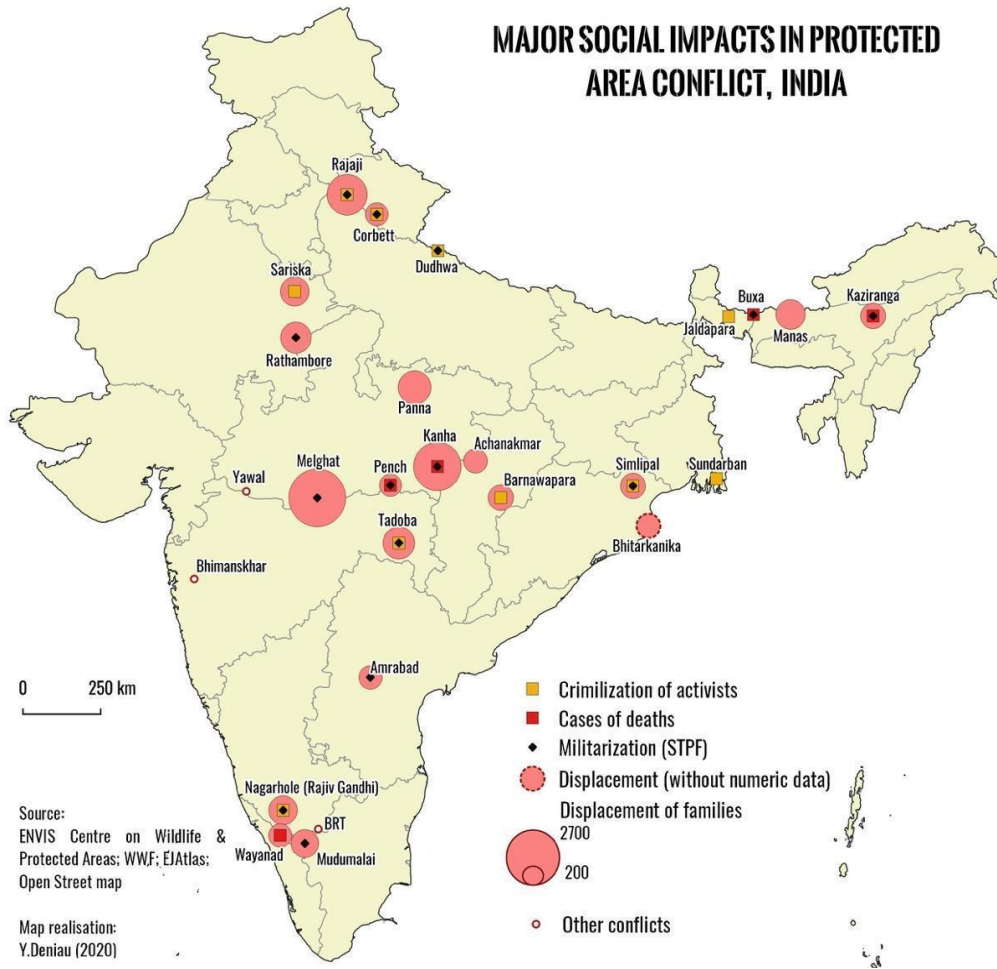 MAJOR SOCIAL IMPACTS IN PROTECTED
AREA CONFLICT, INDIA
Rajaji
Corbett
Dudhwa
Sariska
Rathambore
Buxa
Kaziranga
Jaldapara
Manas
Panna
Kanha
Achanakmar
Melghat
Pench
Yawal
Barnawapara
Simlipal
Sundarban
Tadoba
Bhitarkanika
Bhimanskhar
Amrabad
0 250 km
Crimilization of activists
Cases of deaths
Militarization (STPF)
Displacement (without numeric data)
Displacement of families
2700
200
Other conflicts
Nagarhole (Rajiv Gandhi)
BRT
Wayanad
Mudumalai
Source:
ENVIS Centre on Wildlife &
Protected Areas; WWF; EJAtlas;
Open Street map
Map realisation:
Y.Deniau (2020)